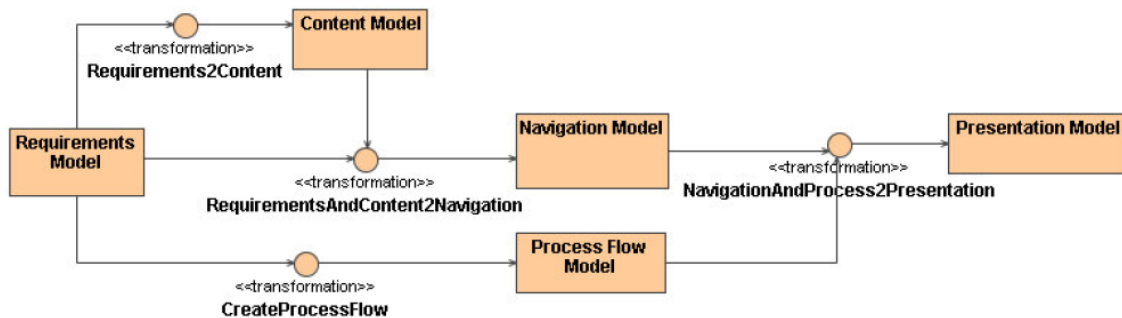 Content Model
<<transformation>>
Requirements2Content
Requirements
Model
Navigation Model
Presentation Model
<<transformation>>
RequirementsAndContent2Navigation
<<transformation>>
NavigationAndProcess2Presentation
Process Flow
Model
<<transformation>>
CreateProcessFlow